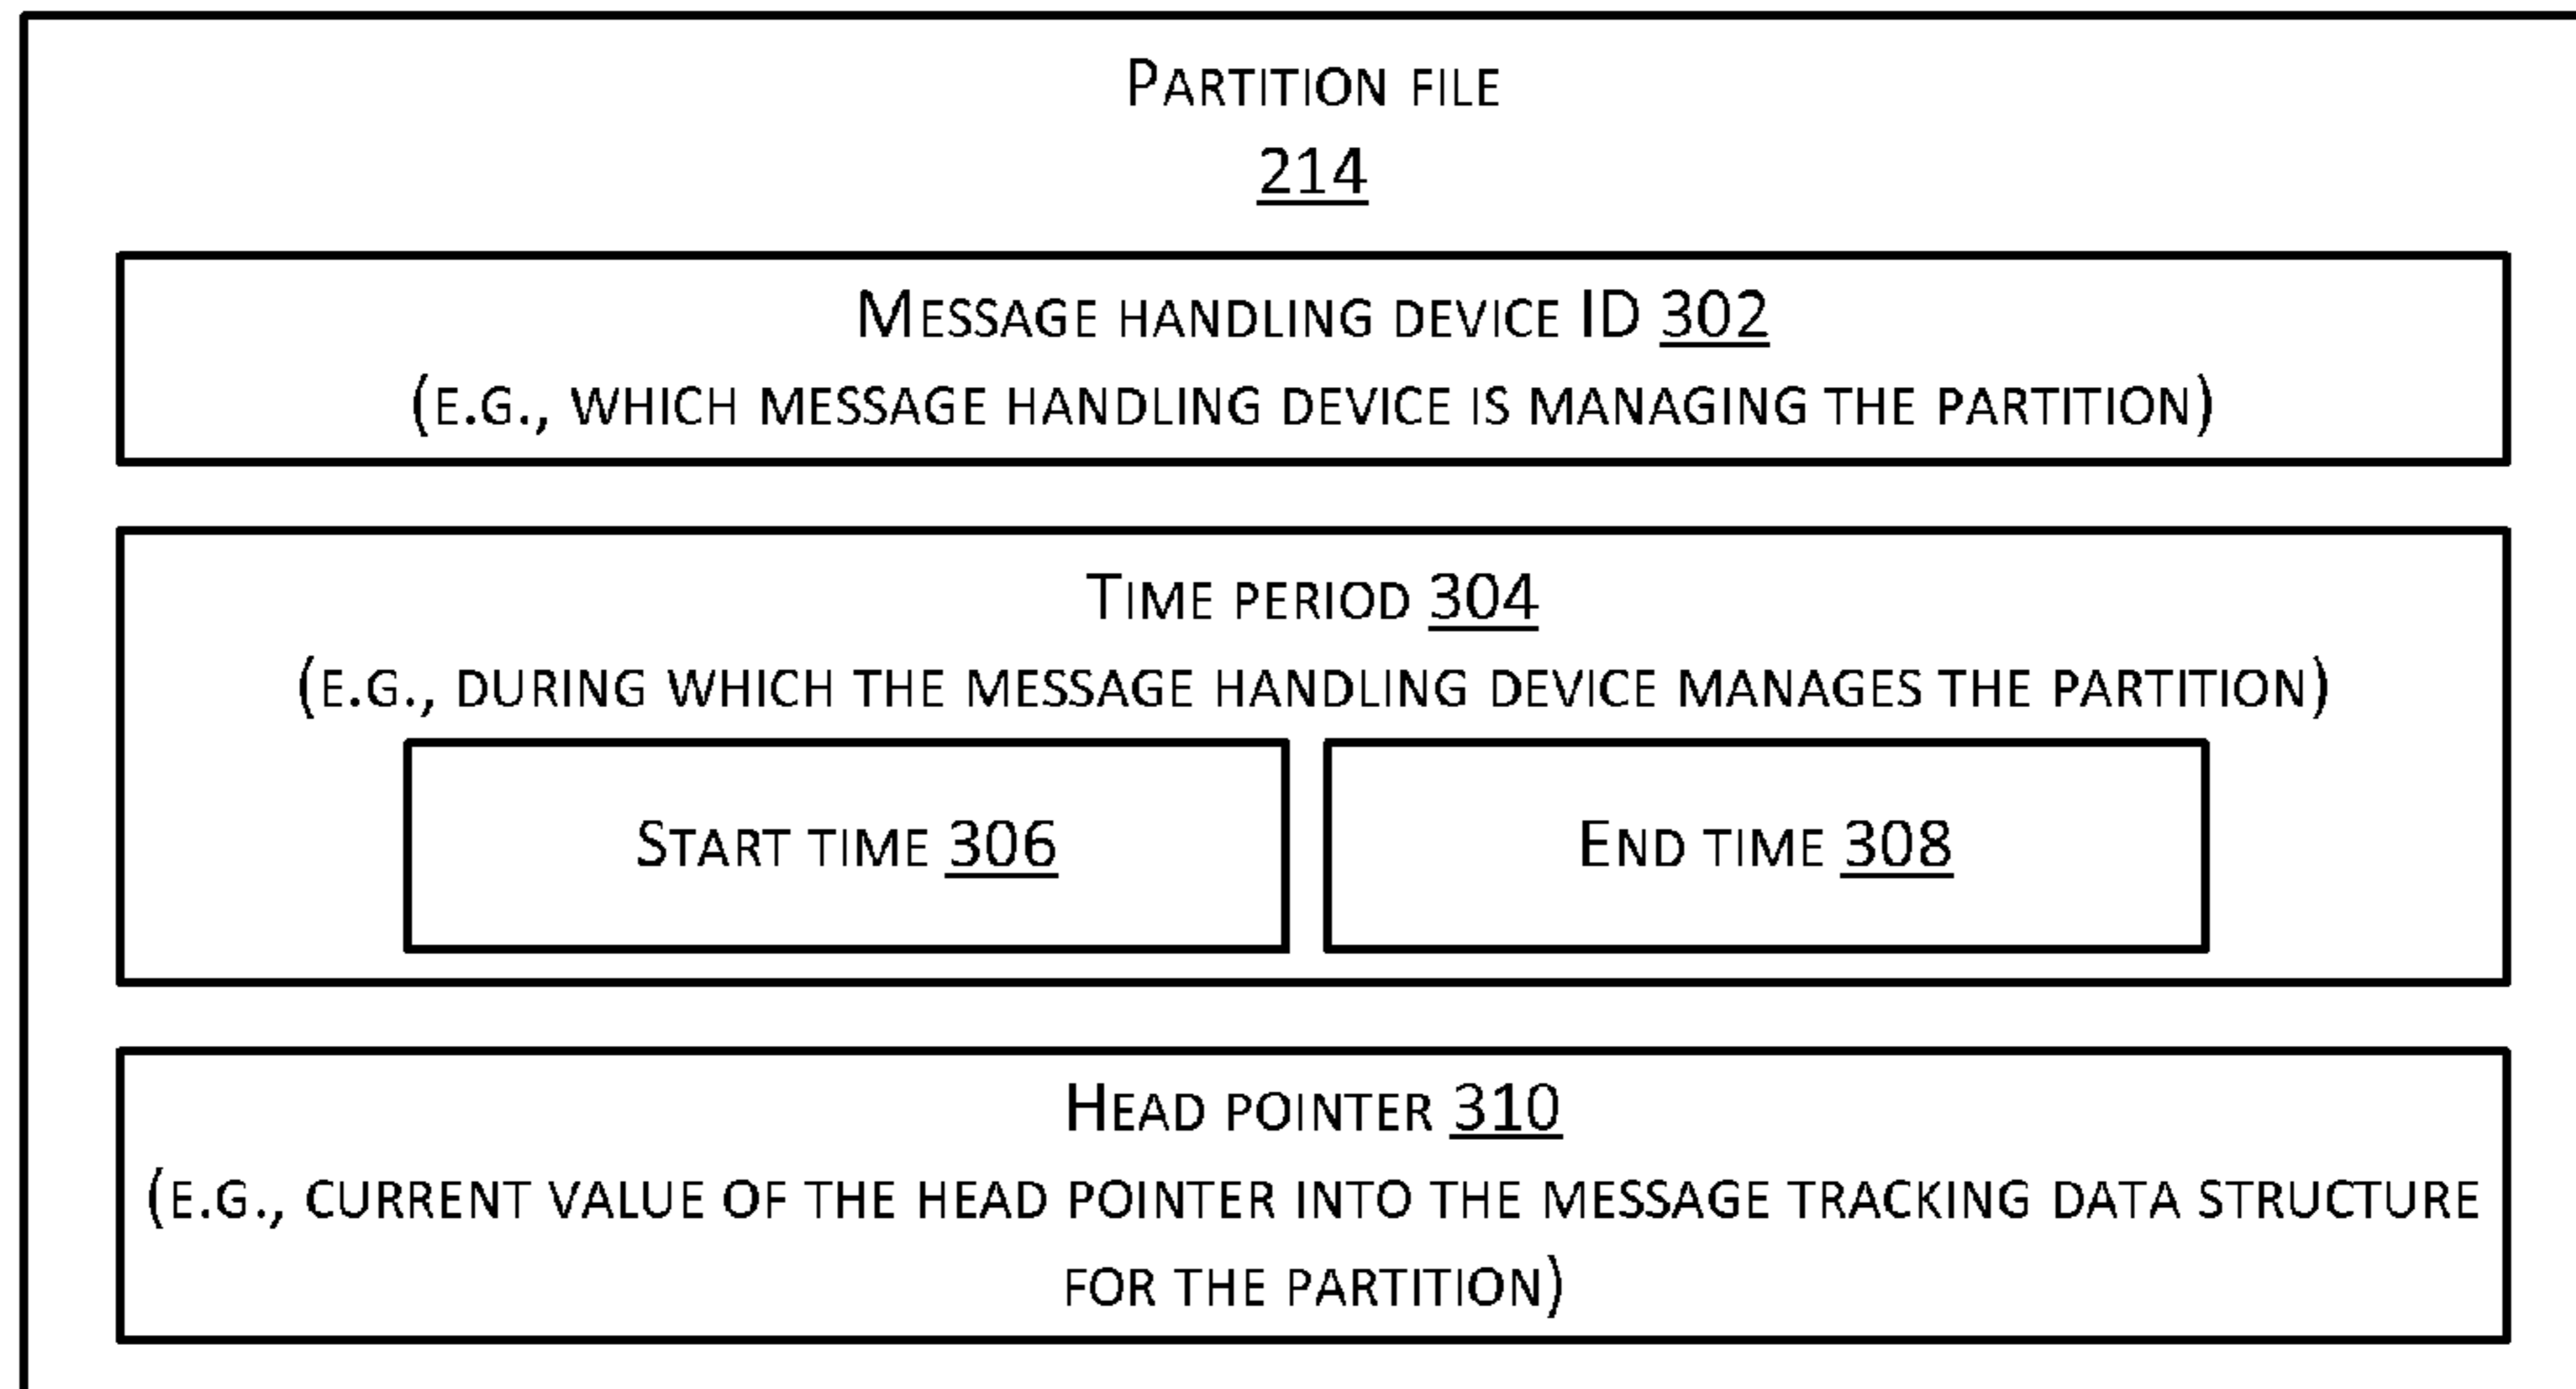 Partition file
214
Message handling device ID 302
(e.g., which message handling device is managing the partition)
Time period 304
(e.g., during which the message handling device manages the partition)
Start time 306
End time 308
Head pointer 310
(e.g., current value of the head pointer into the message tracking data structure
for the partition)